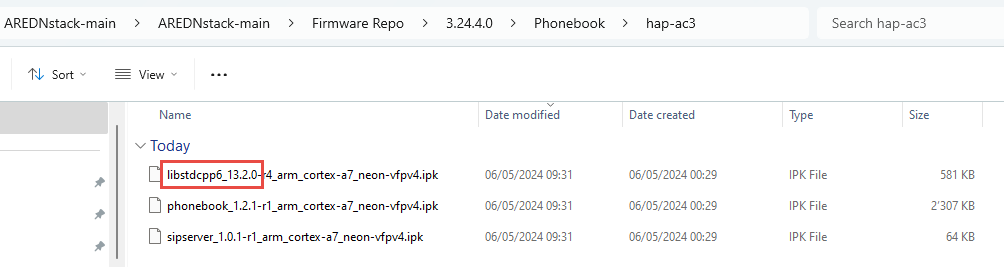 AREDNstack-main > AREDNstack-main > Firmware Repo > 3.24.4.0 > Phonebook > hap-ac3 Search hap-ac3
Sort View ...
Name Date modified Date created Type Size
Today
libstdcpp6_13.2.0-r4_arm_cortex-a7_neon-vfpv4.ipk 06/05/2024 09:31 06/05/2024 00:29 IPK File 581 KB
phonebook_1.2.1-r1_arm_cortex-a7_neon-vfpv4.ipk 06/05/2024 09:31 06/05/2024 00:29 IPK File 2'307 KB
sipserver_1.0.1-r1_arm_cortex-a7_neon-vfpv4.ipk 06/05/2024 09:31 06/05/2024 00:29 IPK File 64 KB